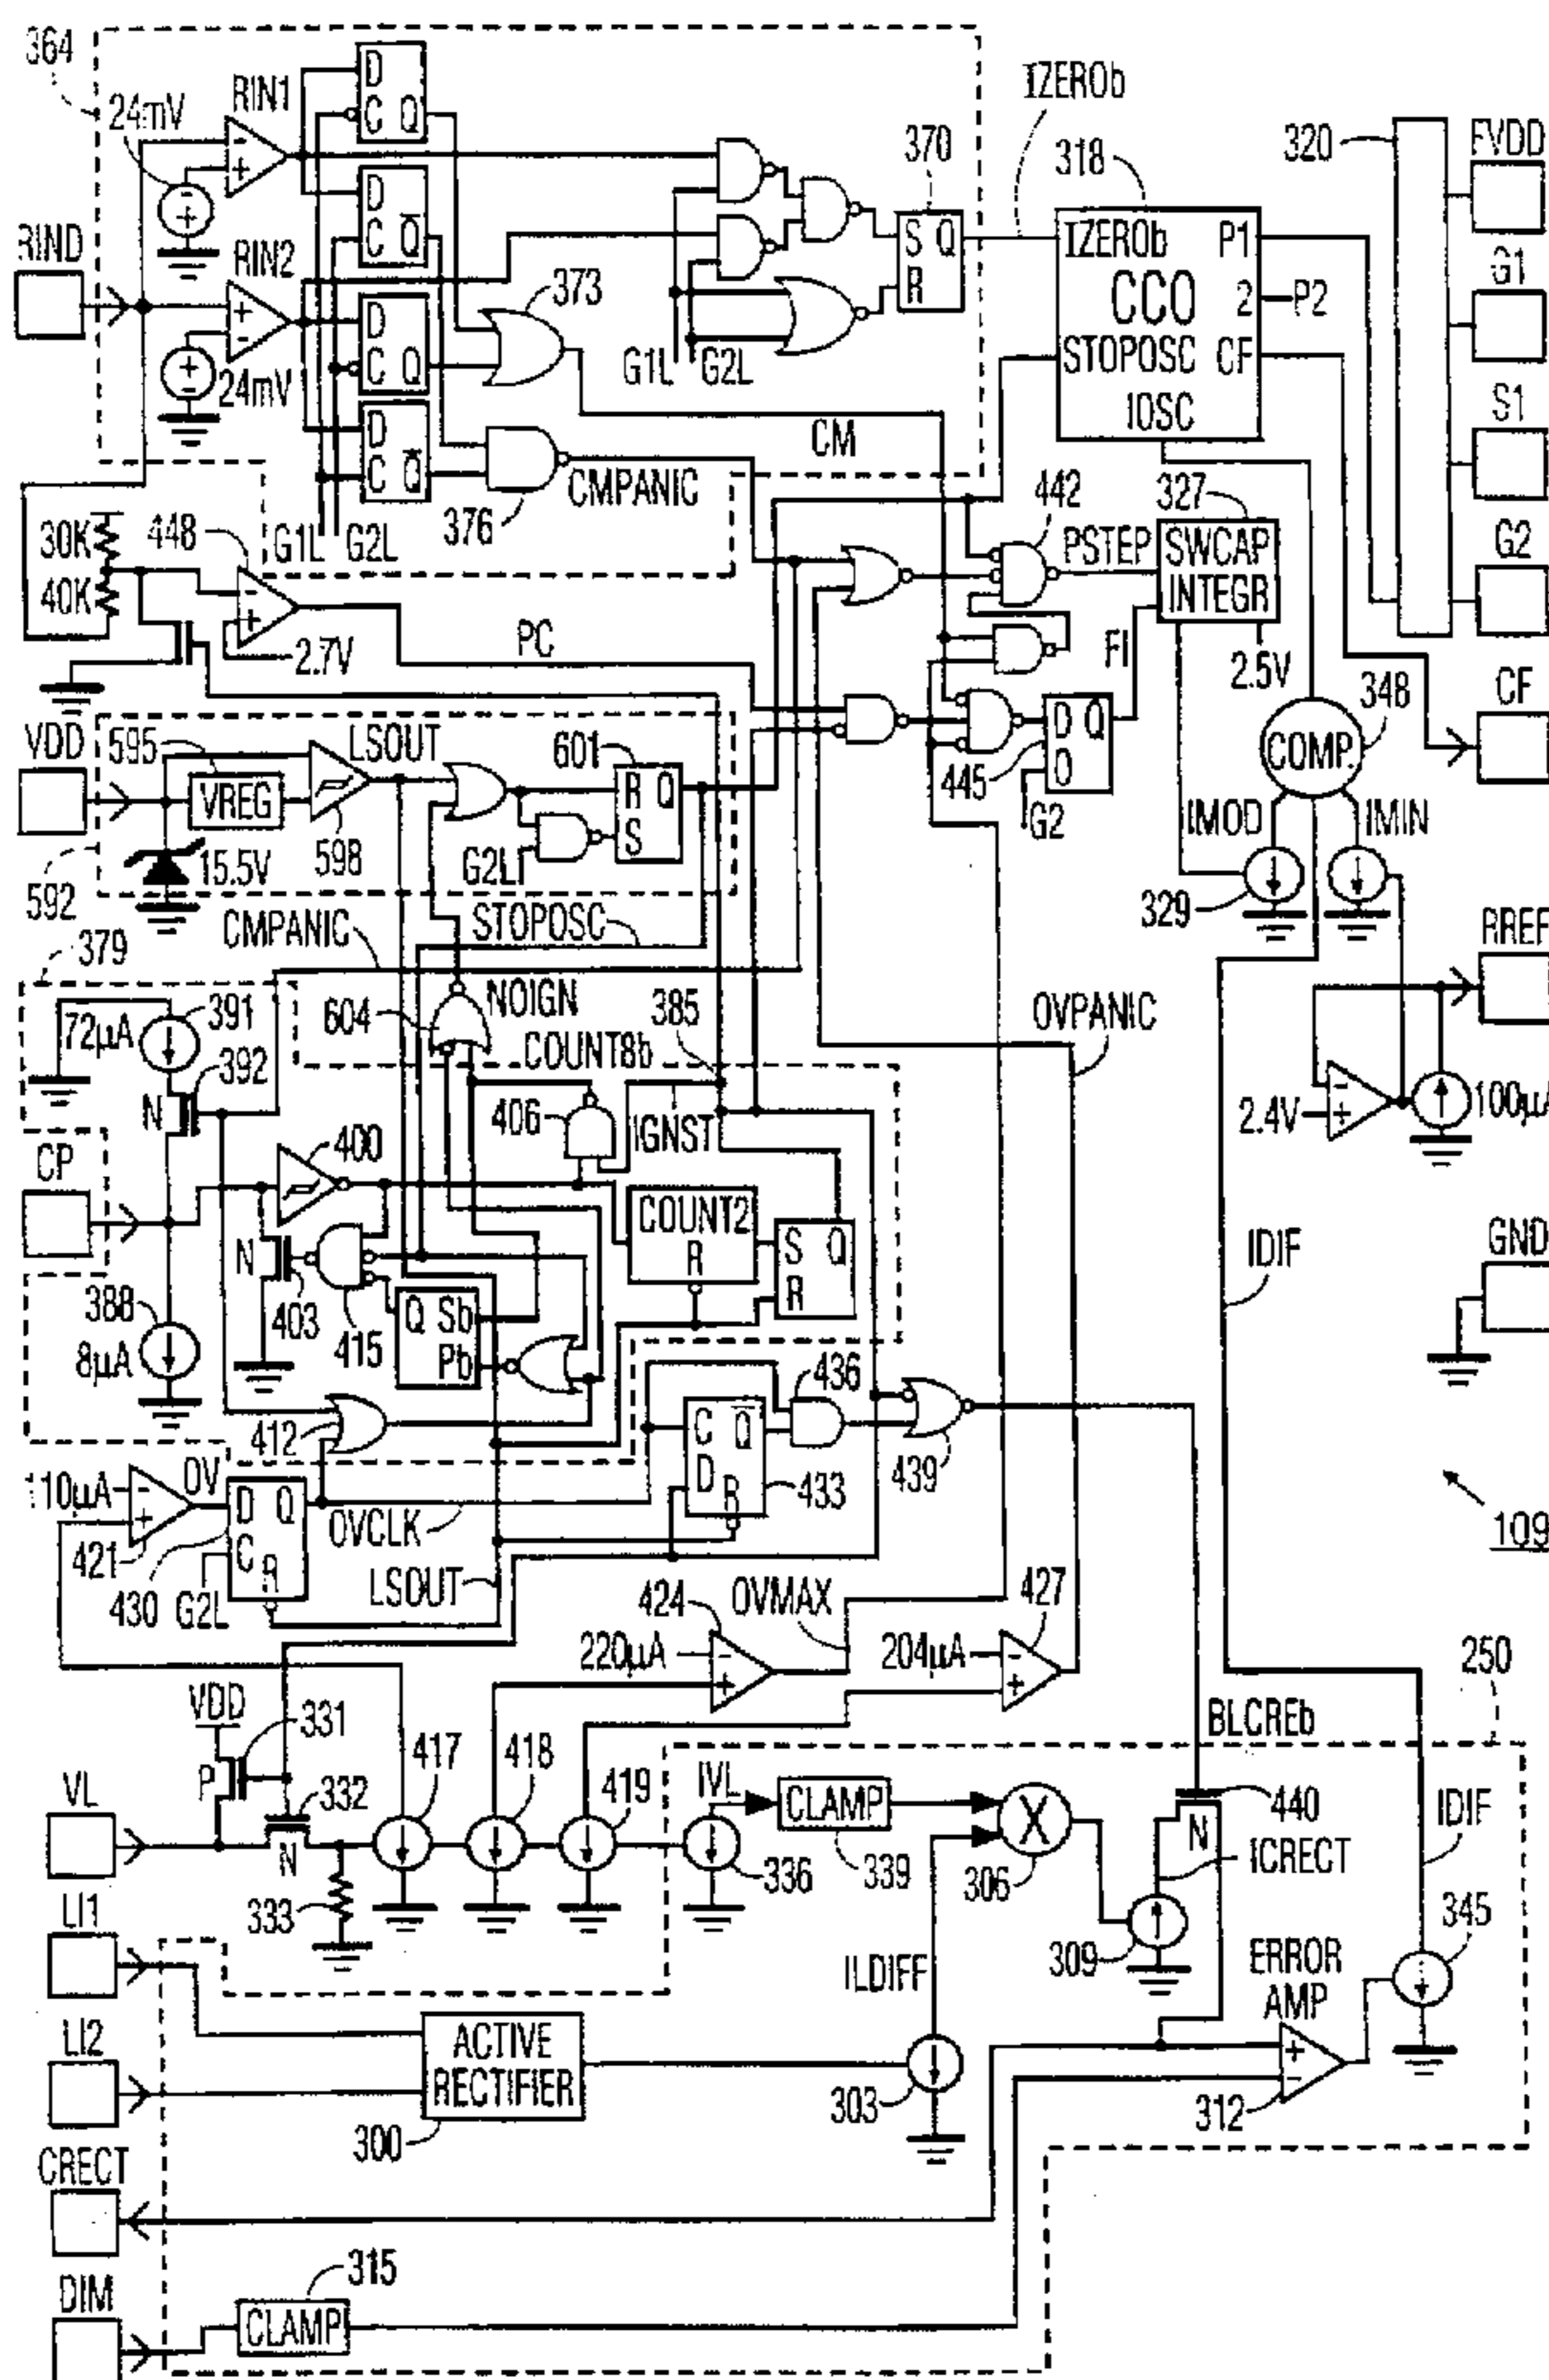 364
24mV
RIN1
D
C Q
D
C Q
RIND
RIN2
24mV
D
C Q
D
C Q
373
G1L G2L
370
S Q
R
IZEROb
318
IZEROb P1
CCO 2 P2
STOPOSC CF
IOSC
320
FVDD
G1
S1
G2
CF
CM
CMPANIC
376
G1L G2L
30K
40K
448
2.7V
PC
442
PSTEP
327
SWCAP
INTEGR
FI
2.5V
348
COMP.
IMOD
IMIN
329
445
D Q
G2
VDD
595
VREG
LSOUT
598
15.5V
592
601
R Q
S
G2L
CMPANIC
STOPOSC
379
72µA
391
392
N
604
NOIGN
COUNT8b
385
OVPANIC
RREF
2.4V
100µA
406
IGNST
CP
400
COUNT2
R
S Q
R
N
403
415
Q Sb
Pb
388
8µA
412
IDIF
GND
436
C Q
D R
433
439
109
110µA
OV
421
D Q
C
R
430
G2L
OVCLK
LSOUT
424
OVMAX
220µA
204µA
427
250
VDD
331
P
VL
332
N
333
417
418
419
IVL
CLAMP
339
336
306
BLCREb
440
N
ICRECT
IDIF
309
LI1
LI2
ACTIVE
RECTIFIER
300
ILDIFF
303
ERROR
AMP
312
345
CRECT
DIM
315
CLAMP